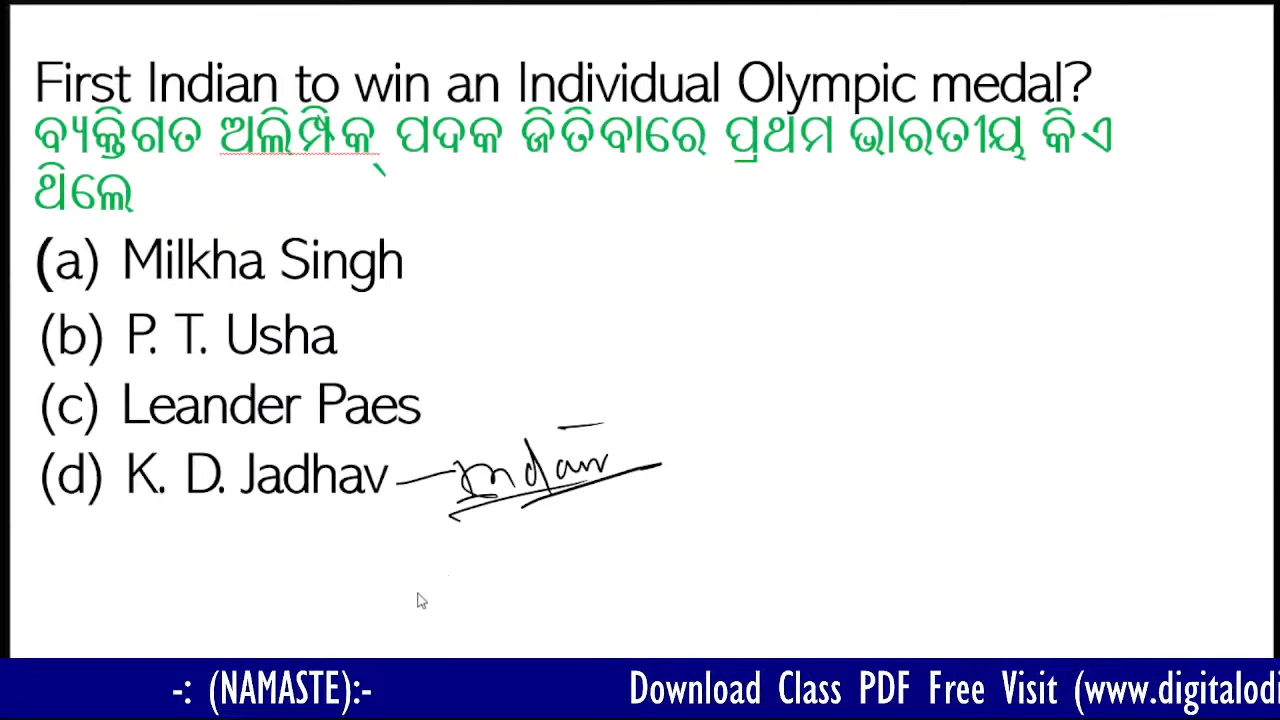 First Indian to win an Individual Olympic medal?
ବ୍ୟକ୍ତିଗତ ଅଲିମ୍ପିକ୍ ପଦକ ଜିତିବାରେ ପ୍ରଥମ ଭାରତୀୟ କିଏ
ଥିଲେ
(a) Milkha Singh
(b) P. T. Usha
(c) Leander Paes
(d) K. D. Jadhav
-: (NAMASTE):- Download Class PDF Free Visit (www.digitalodi